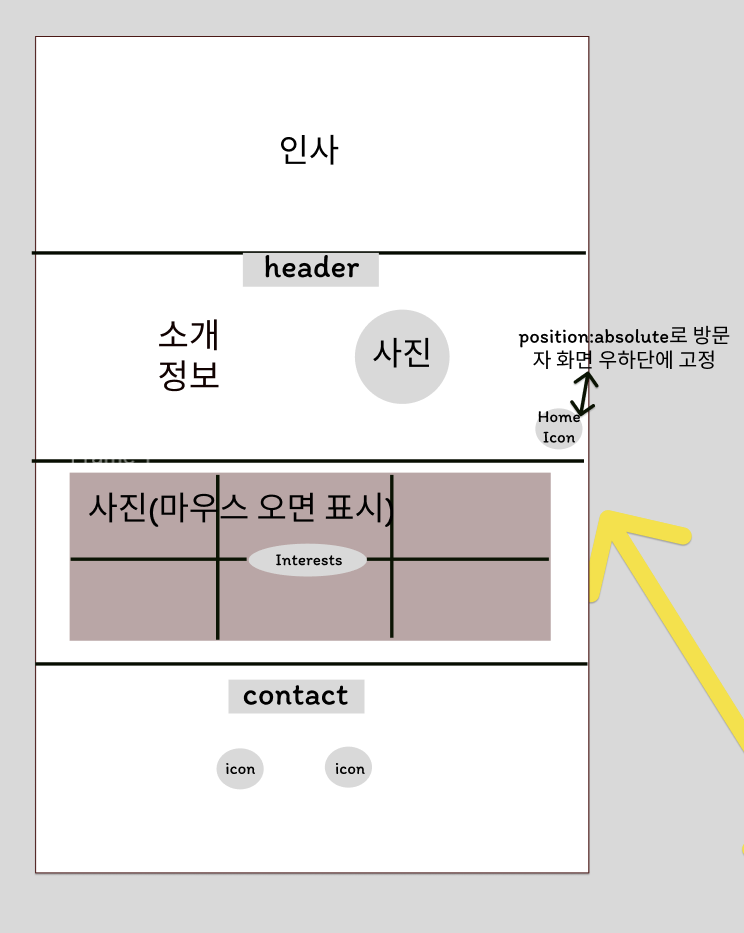 인사
header
소개
정보
사진
position:absolute로 방문
자 화면 우하단에 고정
Home
Icon
사진(마우스 오면 표시)
Interests
contact
icon
icon